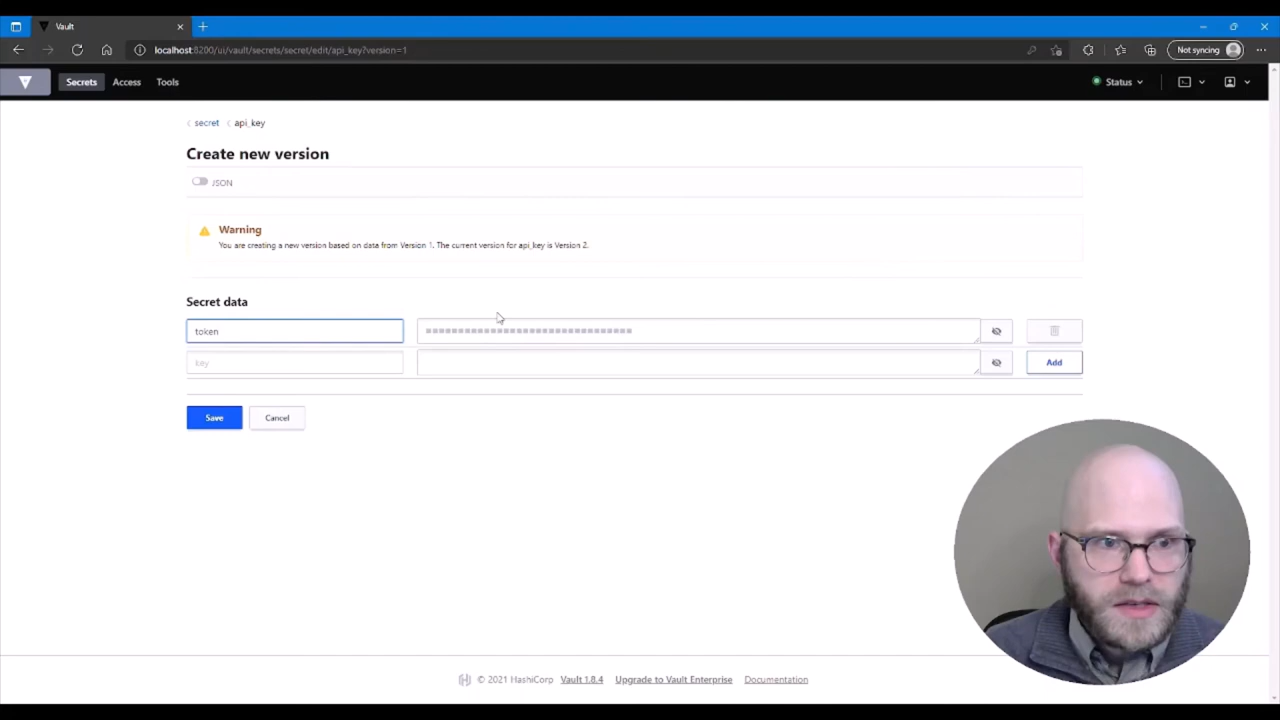 Vault
localhost:8200/ui/vault/secrets/secret/edit/api_key?version=1
Not syncing
Secrets Access Tools
Status
secret api_key
Create new version
JSON
Warning
You are creating a new version based on data from Version 1. The current version for api_key is Version 2.
Secret data
token
key
Add
Save Cancel
© 2021 HashiCorp Vault 1.8.4 Upgrade to Vault Enterprise Documentation